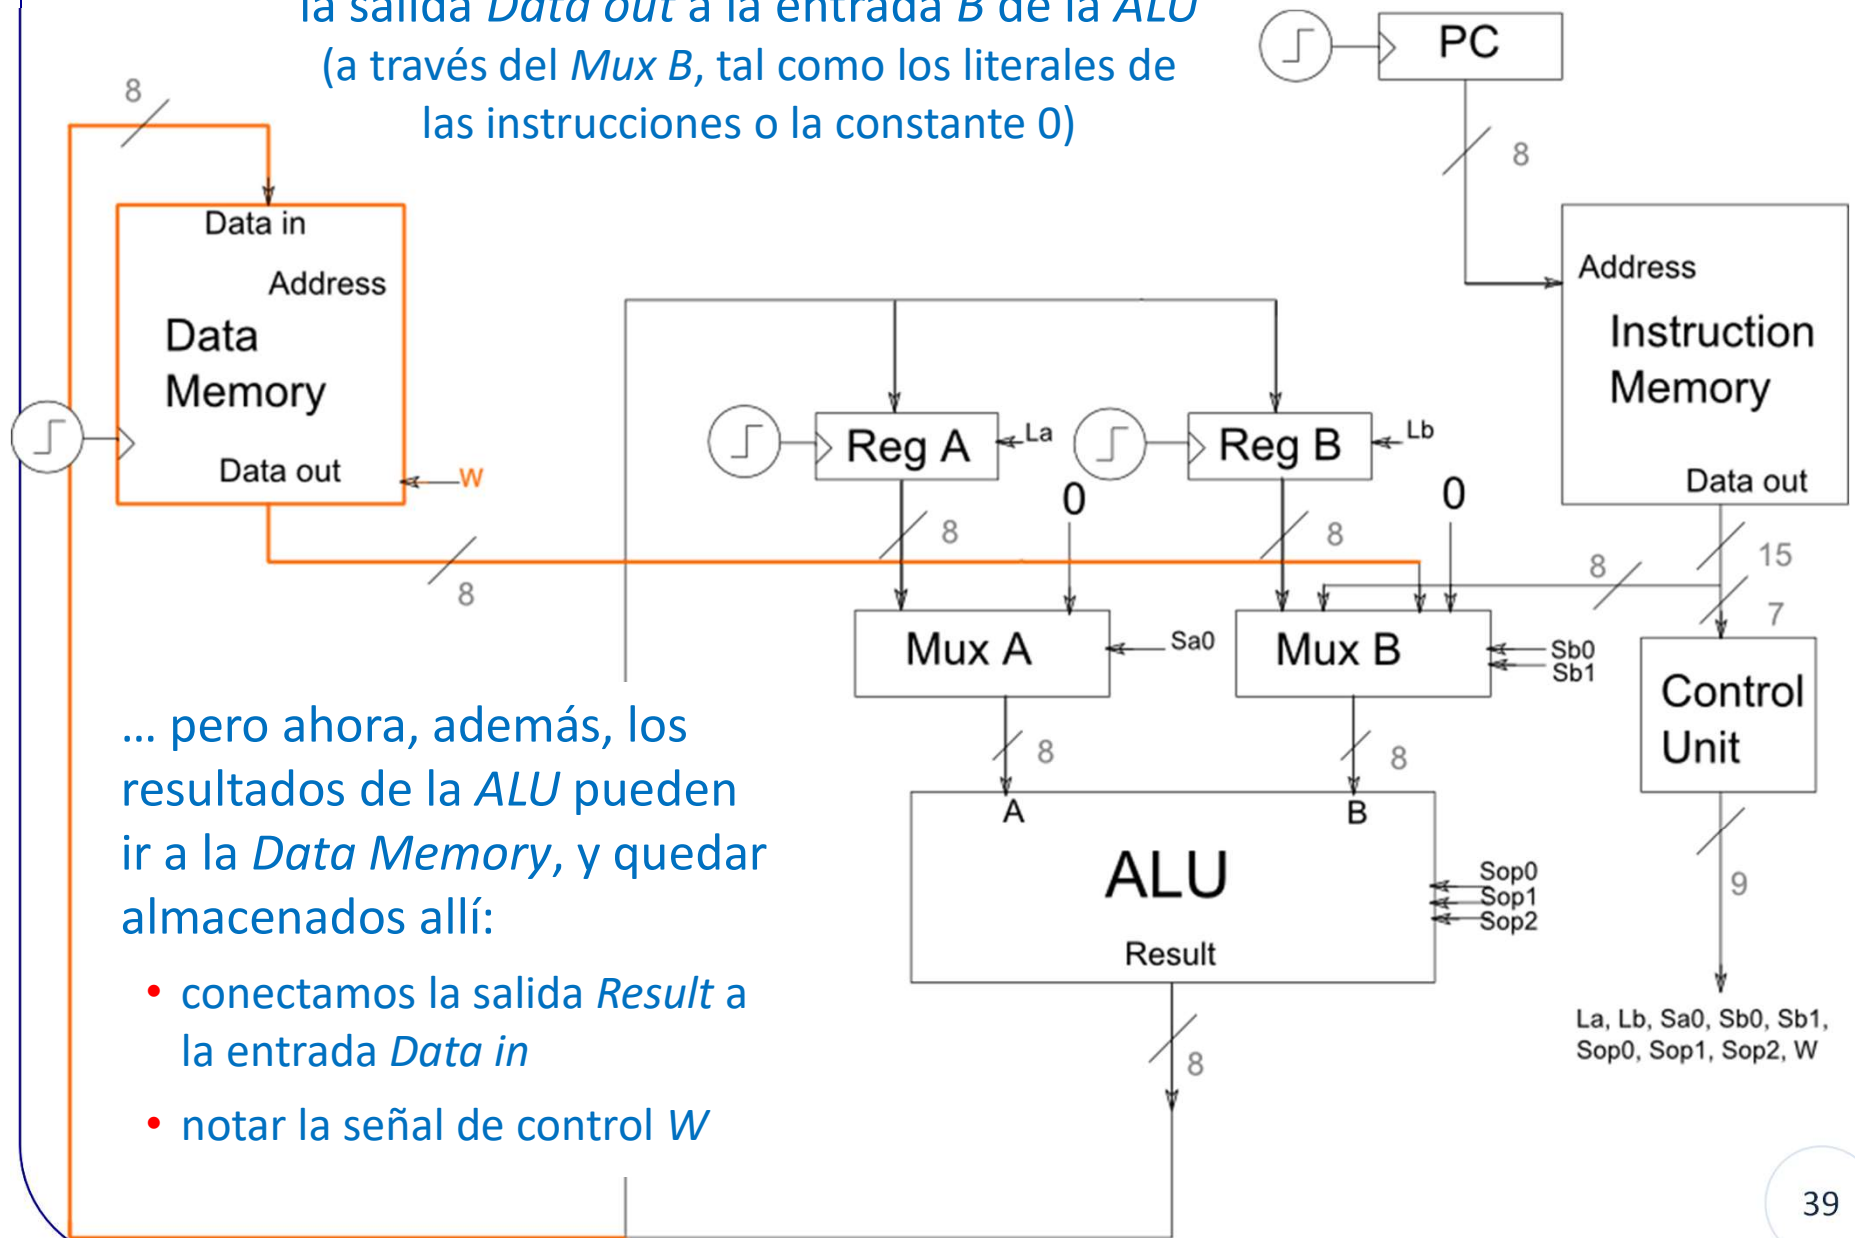 la salida Data out a la entrada B de la ALU
(a través del Mux B, tal como los literales de
las instrucciones o la constante 0)
PC
8
8
Data in
Address
Data
Memory
Data out
W
8
Address
Instruction
Memory
Data out
15
8
7
Reg A
La
Reg B
Lb
0
0
8
8
Mux A
Sa0
Mux B
Sb0
Sb1
Control
Unit
8
8
9
A
B
ALU
Result
Sop0
Sop1
Sop2
8
La, Lb, Sa0, Sb0, Sb1,
Sop0, Sop1, Sop2, W
... pero ahora, además, los
resultados de la ALU pueden
ir a la Data Memory, y quedar
almacenados allí:
• conectamos la salida Result a
la entrada Data in
• notar la señal de control W
39